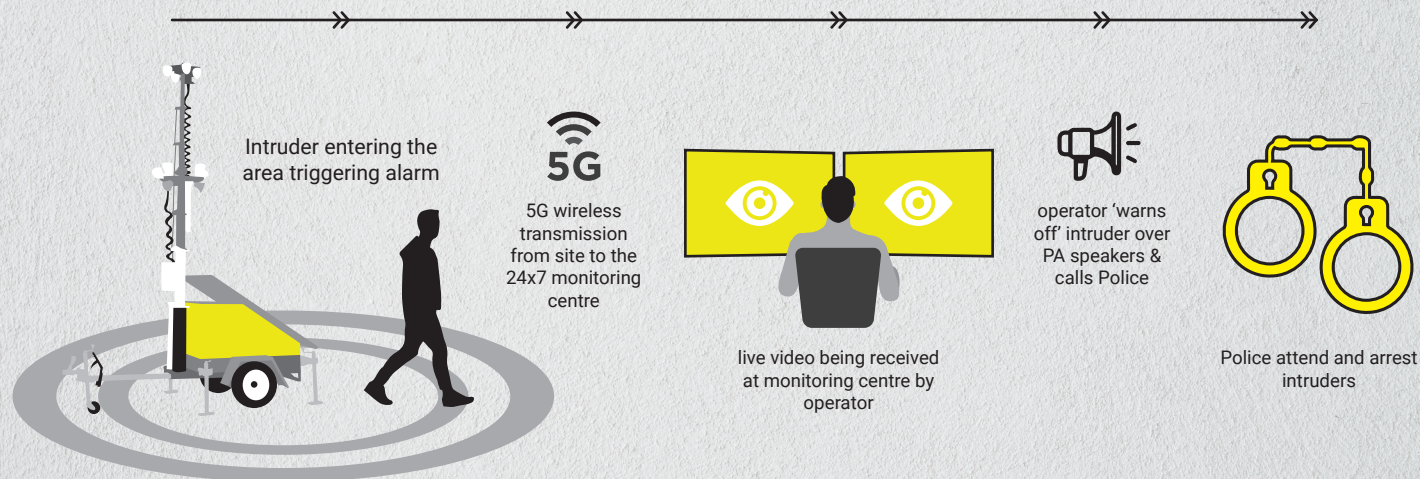 Intruder entering the
area triggering alarm
5G
5G wireless
transmission
from site to the
24x7 monitoring
centre
live video being received
at monitoring centre by
operator
operator ‘warns
off’ intruder over
PA speakers &
calls Police
Police attend and arrest
intruders